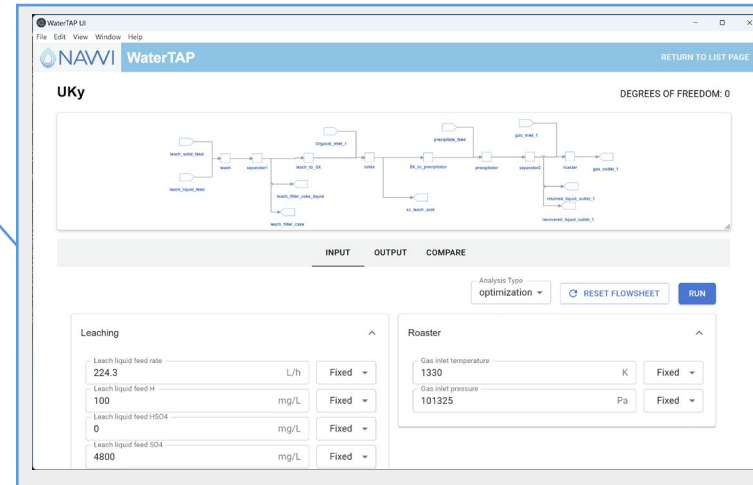 WaterTAP UI
File Edit View Window Help
NAWI WaterTAP RETURN TO LIST PAGE
UKy DEGREES OF FREEDOM: 0
leach_solid_feed
leach_liquid_feed
leach
separator1
leach_filter_cake
leach_filter_cake_liquid
Organic_inlet_1
leach_to_SX
solex
sx_leach_acid
SX_to_precipitator
precipitate_feed
precipitator
separator2
gas_inlet_1
roaster
gas_outlet_1
retained_liquid_outlet_1
recovered_liquid_outlet_1
INPUT OUTPUT COMPARE
Analysis Type
optimization RESET FLOWSHEET RUN
Leaching
Leach liquid feed rate
224.3 L/h Fixed
Leach liquid feed H
100 mg/L Fixed
Leach liquid feed HSO4
0 mg/L Fixed
Leach liquid feed SO4
4800 mg/L Fixed
Roaster
Gas inlet temperature
1330 K Fixed
Gas inlet pressure
101325 Pa Fixed